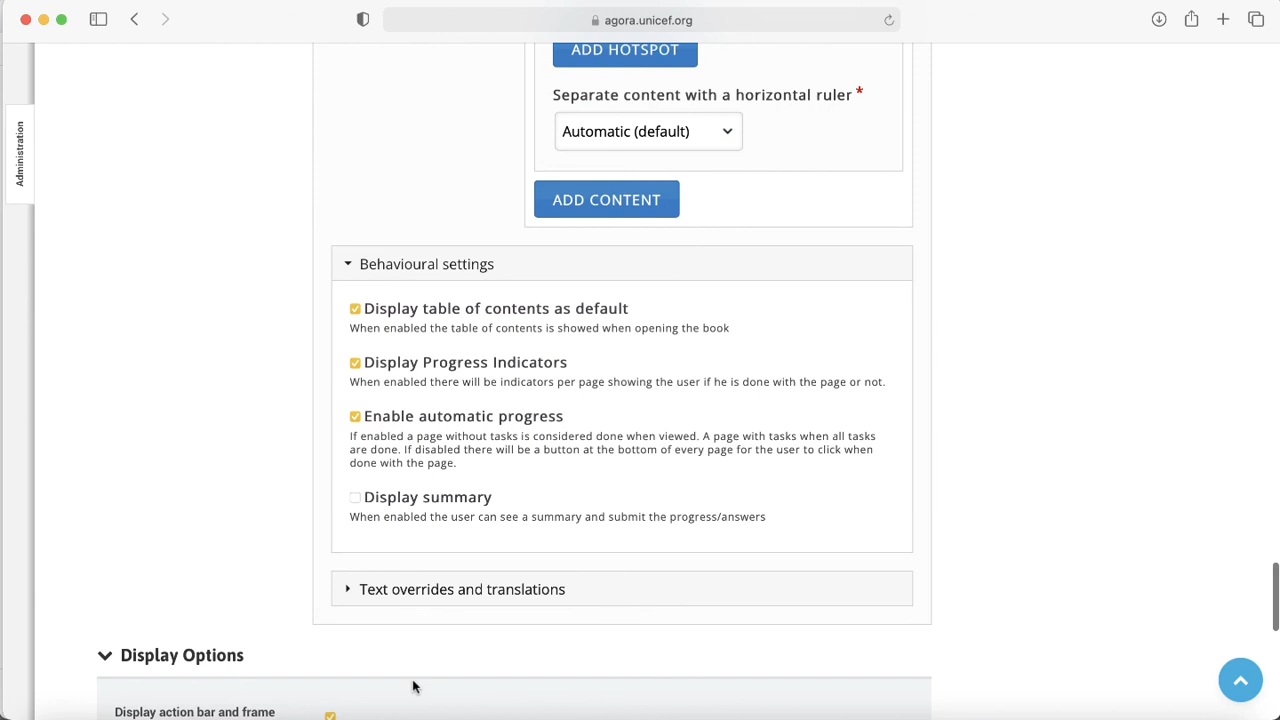 agora.unicef.org
Administration
ADD HOTSPOT
Separate content with a horizontal ruler *
Automatic (default)
ADD CONTENT
Behavioural settings
Display table of contents as default
When enabled the table of contents is showed when opening the book
Display Progress Indicators
When enabled there will be indicators per page showing the user if he is done with the page or not.
Enable automatic progress
If enabled a page without tasks is considered done when viewed. A page with tasks when all tasks
are done. If disabled there will be a button at the bottom of every page for the user to click when
done with the page.
Display summary
When enabled the user can see a summary and submit the progress/answers
Text overrides and translations
Display Options
Display action bar and frame